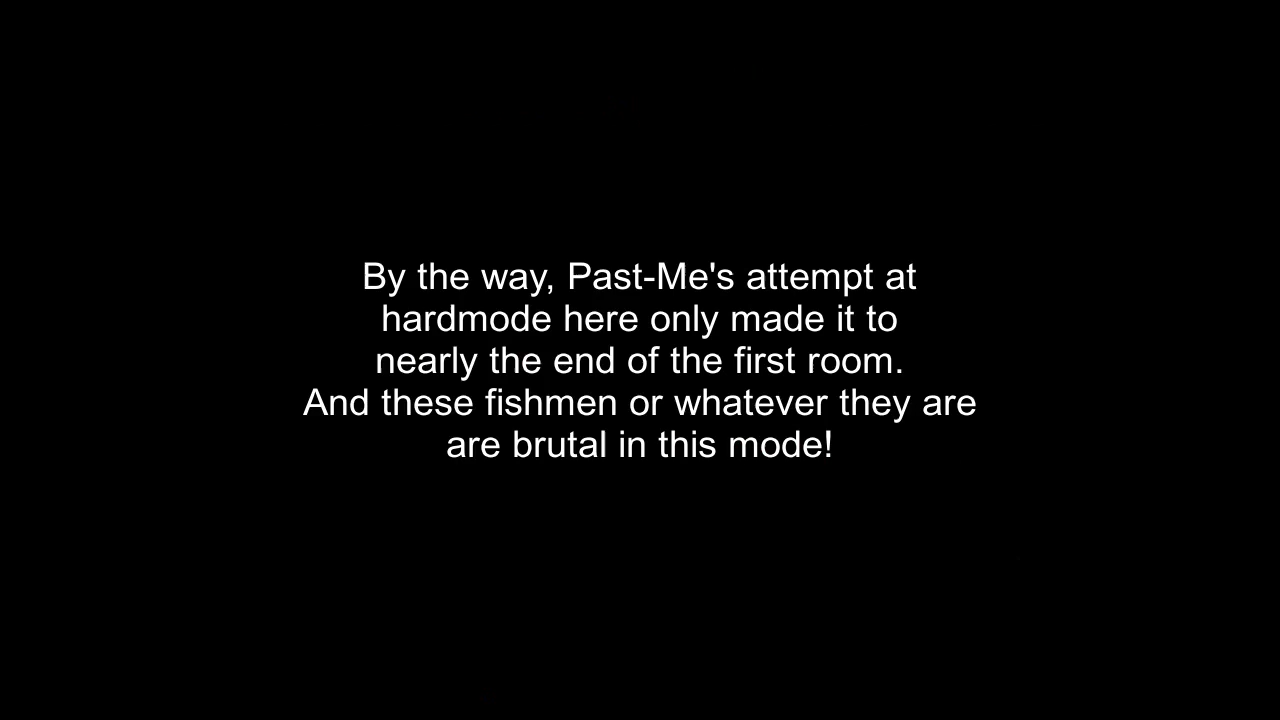 By the way, Past-Me's attempt at
hardmode here only made it to
nearly the end of the first room.
And these fishmen or whatever they are
are brutal in this mode!